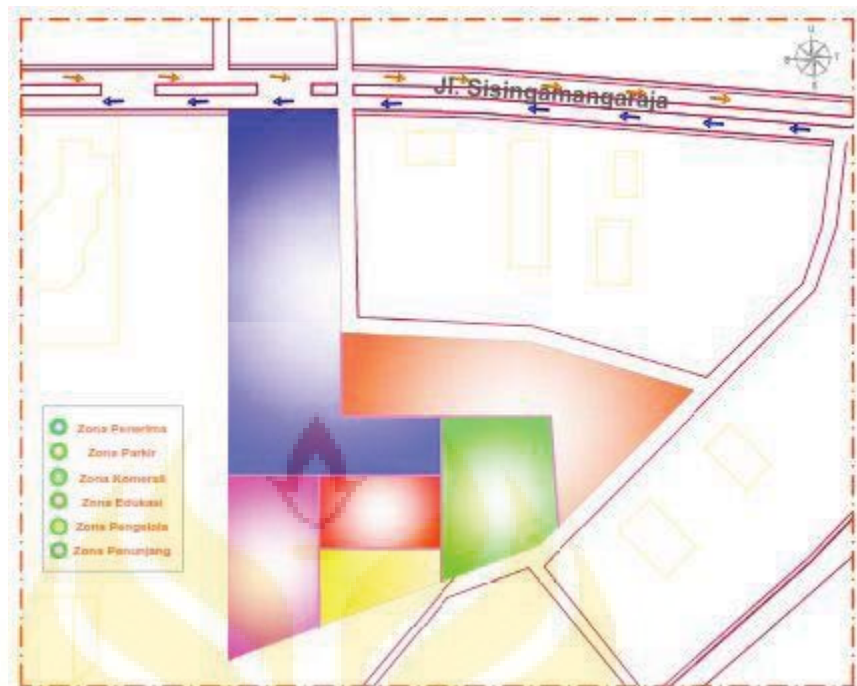 U
B
T
S
Jl. Sisingamangaraja
Zona Penerima
Zona Parkir
Zona Komersil
Zona Edukasi
Zona Pengelola
Zona Penunjang